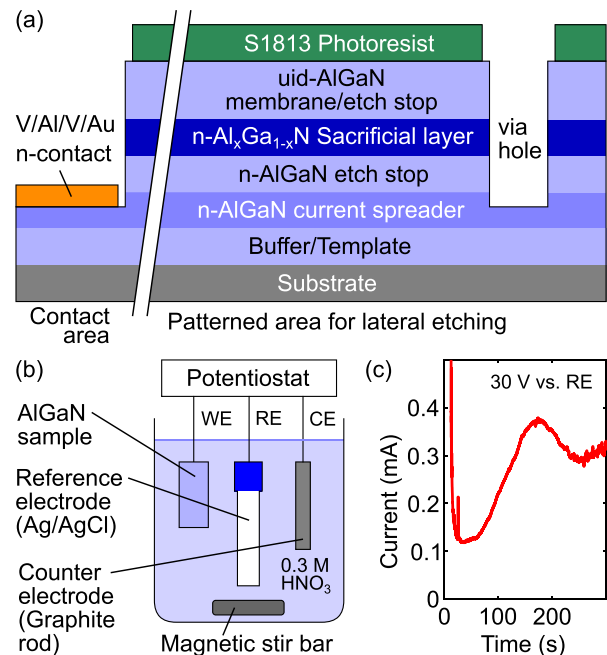 (a)
S1813 Photoresist
uid-AlGaN
membrane/etch stop
V/Al/V/Au
n-contact
n-AlₓGa₁₋ₓN Sacrificial layer
via
hole
n-AlGaN etch stop
n-AlGaN current spreader
Buffer/Template
Substrate
Contact
area
Patterned area for lateral etching
(b)
Potentiostat
AlGaN
sample
WE
RE
CE
Reference
electrode
(Ag/AgCl)
Counter
electrode
(Graphite
rod)
0.3 M
HNO₃
Magnetic stir bar
(c)
30 V vs. RE
Current (mA)
0.4
0.3
0.2
0.1
0
0
100
200
Time (s)